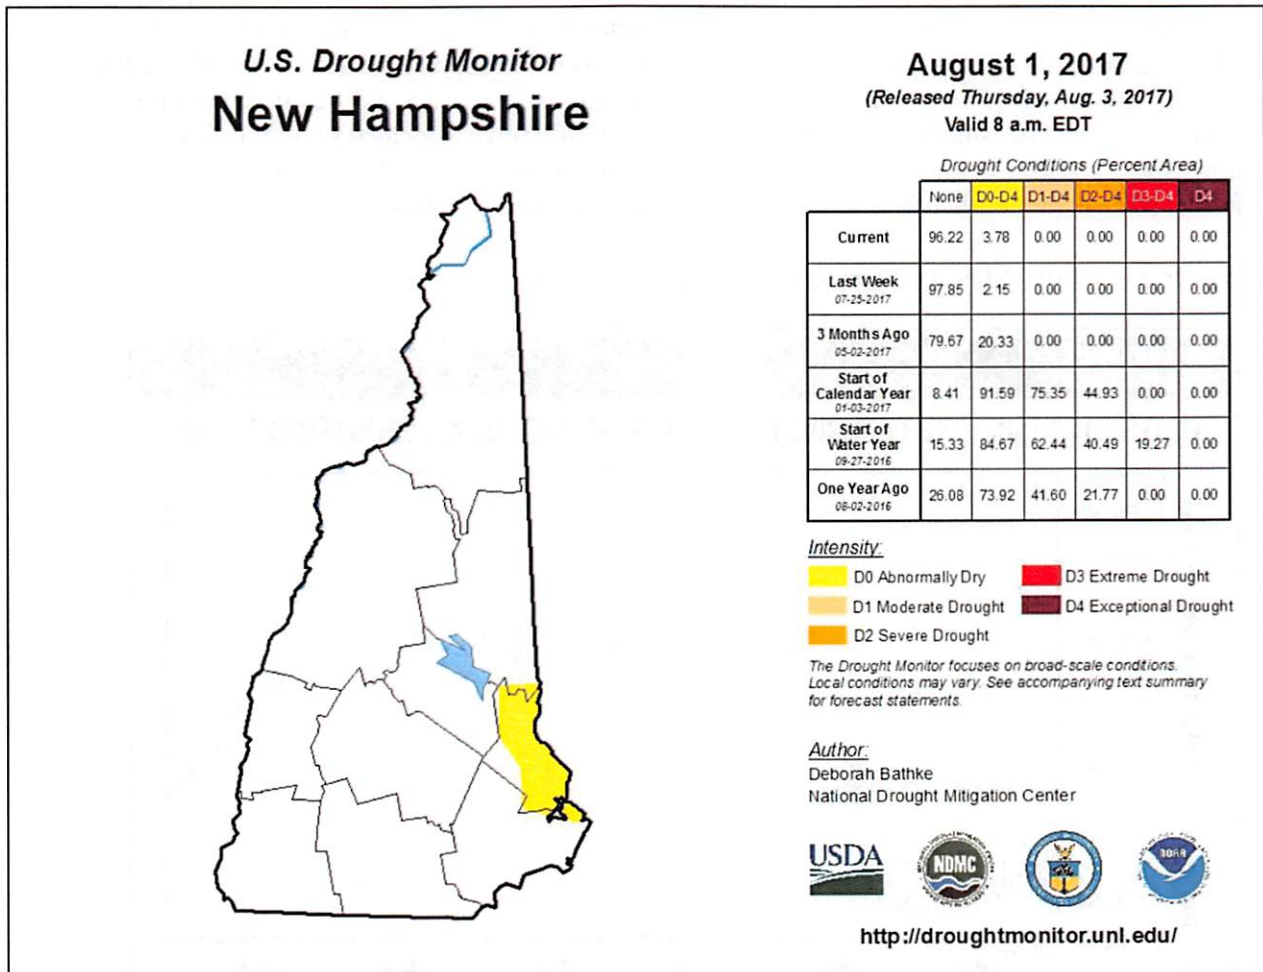 U.S. Drought Monitor
New Hampshire
August 1, 2017
(Released Thursday, Aug. 3, 2017)
Valid 8 a.m. EDT
Drought Conditions (Percent Area)
None D0-D4 D1-D4 D2-D4 D3-D4 D4
Current 96.22 3.78 0.00 0.00 0.00 0.00
Last Week
07-25-2017 97.85 2.15 0.00 0.00 0.00 0.00
3 Months Ago
05-02-2017 79.67 20.33 0.00 0.00 0.00 0.00
Start of
Calendar Year
01-03-2017 8.41 91.59 75.35 44.93 0.00 0.00
Start of
Water Year
09-27-2016 15.33 84.67 62.44 40.49 19.27 0.00
One Year Ago
08-02-2016 26.08 73.92 41.60 21.77 0.00 0.00
Intensity:
D0 Abnormally Dry
D1 Moderate Drought
D2 Severe Drought
D3 Extreme Drought
D4 Exceptional Drought
The Drought Monitor focuses on broad-scale conditions.
Local conditions may vary. See accompanying text summary
for forecast statements.
Author:
Deborah Bathke
National Drought Mitigation Center
USDA
NDMC
NOAA
http://droughtmonitor.unl.edu/